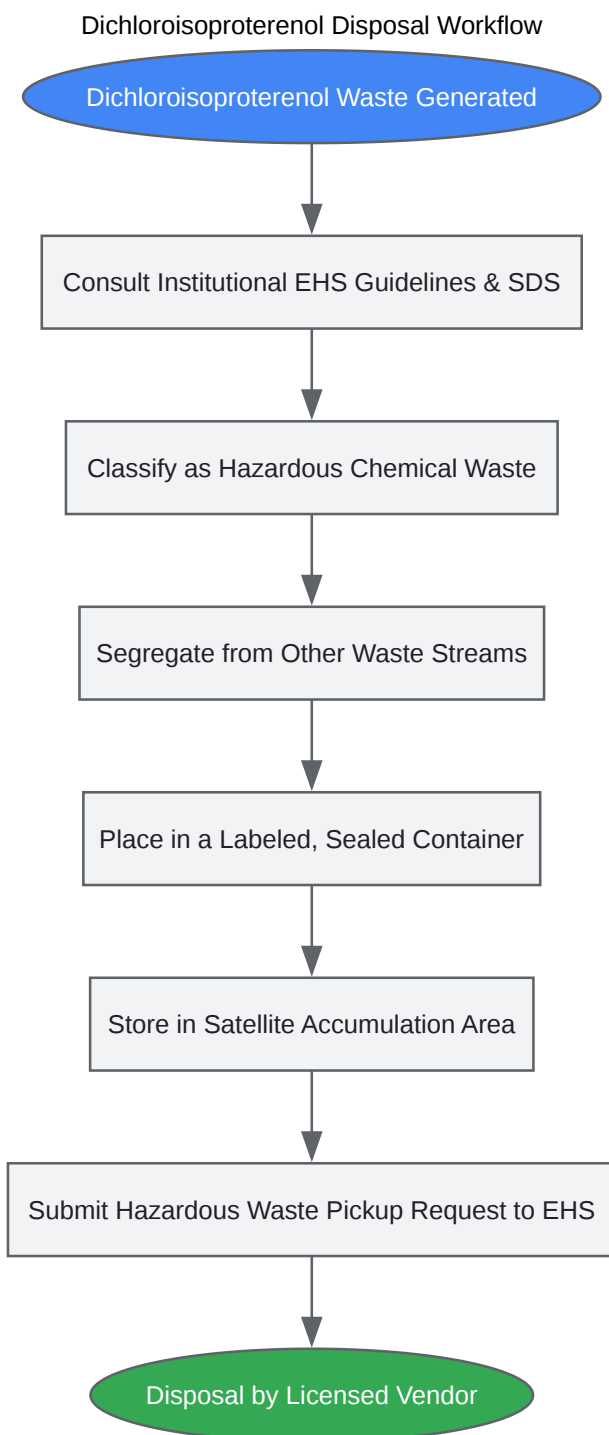 Dichloroisoproterenol Disposal Workflow
Dichloroisoproterenol Waste Generated
Consult Institutional EHS Guidelines & SDS
Classify as Hazardous Chemical Waste
Segregate from Other Waste Streams
Place in a Labeled, Sealed Container
Store in Satellite Accumulation Area
Submit Hazardous Waste Pickup Request to EHS
Disposal by Licensed Vendor